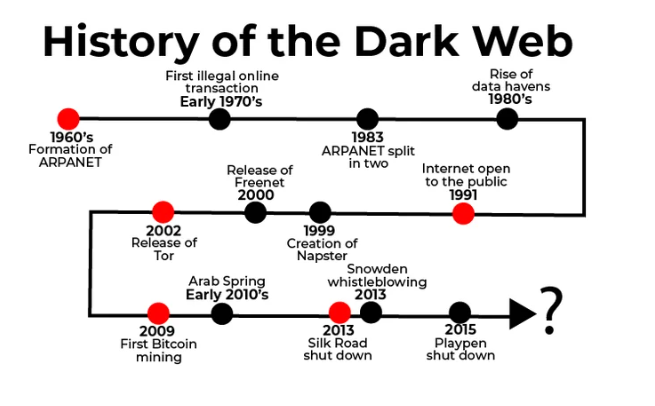 History of the Dark Web
1960's
Formation of
ARPANET
First illegal online
transaction
Early 1970's
1983
ARPANET split
in two
Rise of
data havens
1980's
Internet open
to the public
1991
1999
Creation of
Napster
Release of
Freenet
2000
2002
Release of
Tor
2009
First Bitcoin
mining
Arab Spring
Early 2010's
2013
Silk Road
shut down
Snowden
whistleblowing
2013
2015
Playpen
shut down
?